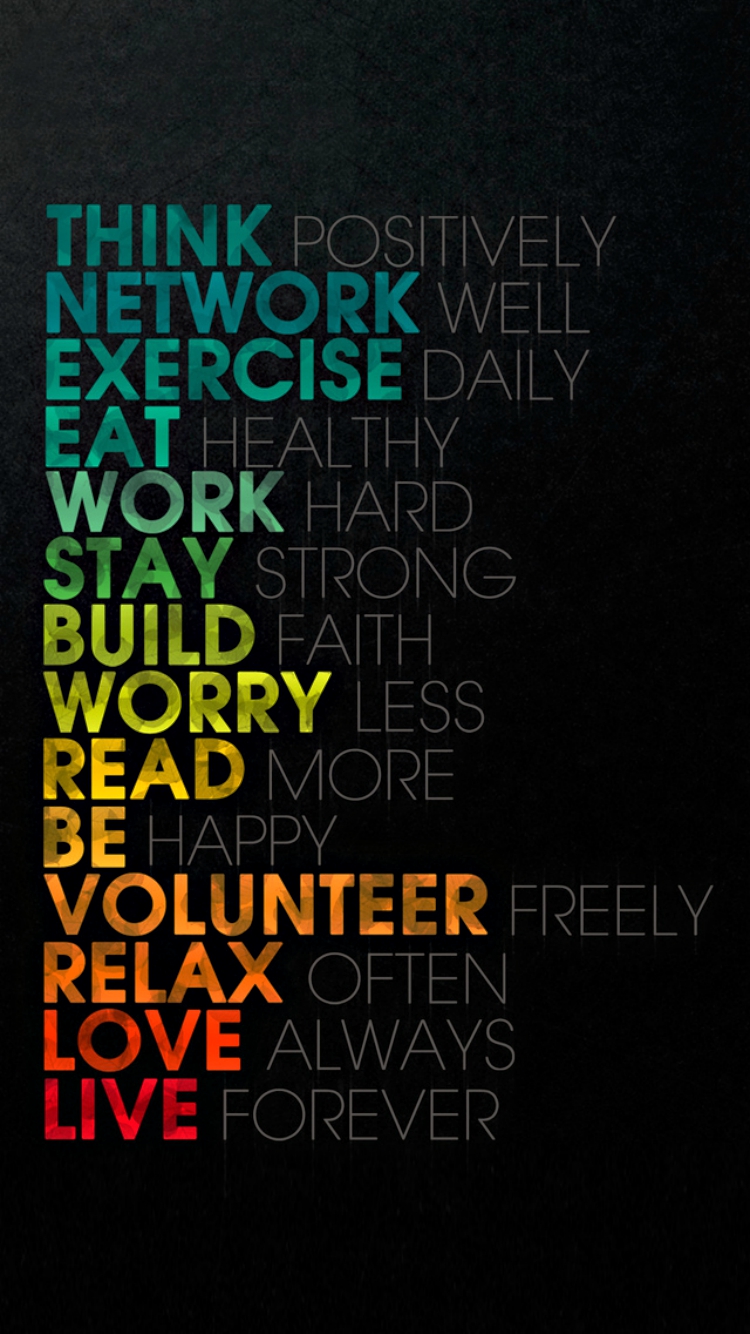 THINK POSITIVELY
NETWORK WELL
EXERCISE DAILY
EAT HEALTHY
WORK HARD
STAY STRONG
BUILD FAITH
WORRY LESS
READ MORE
BE HAPPY
VOLUNTEER FREELY
RELAX OFTEN
LOVE ALWAYS
LIVE FOREVER